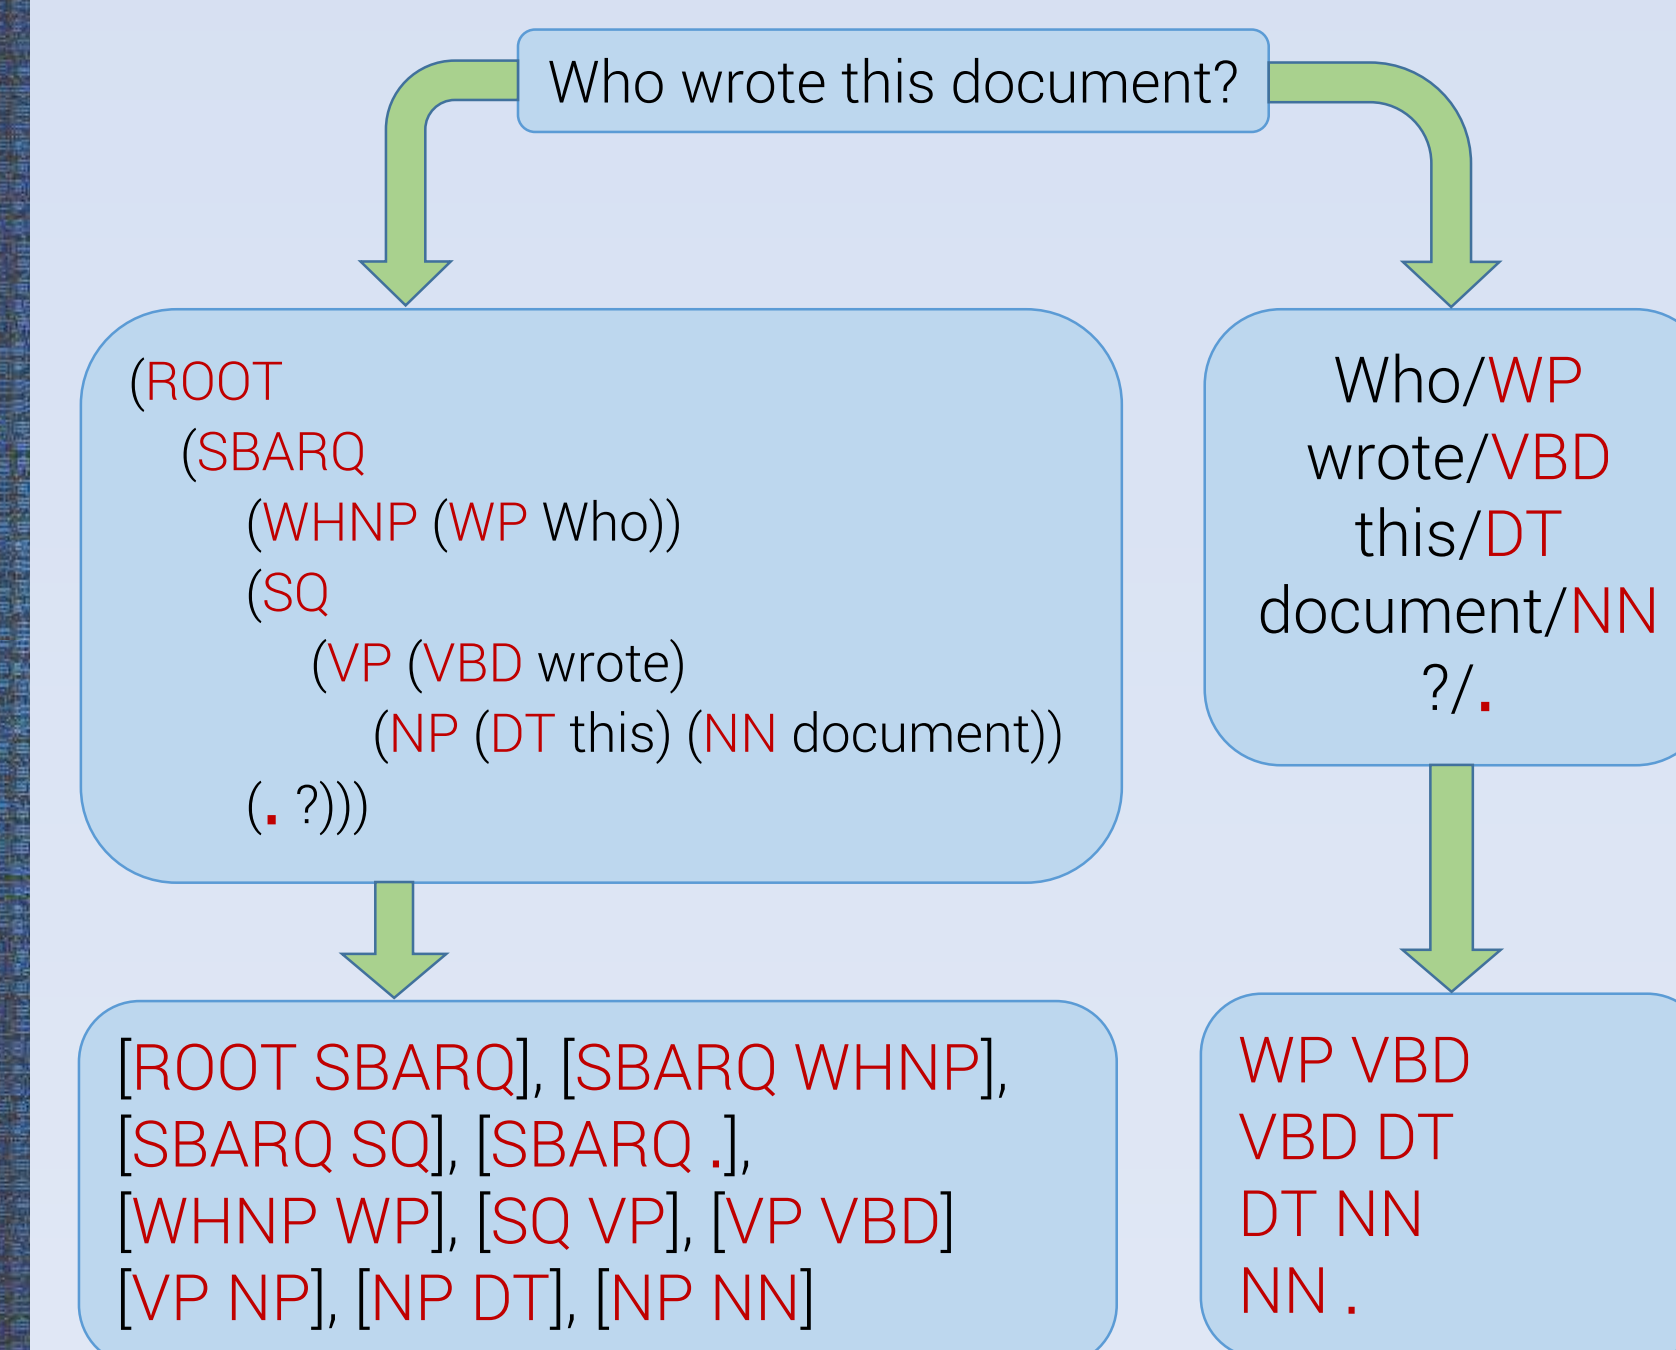 Who wrote this document?
(ROOT
(SBARQ
(WHNP (WP Who))
(SQ
(VP (VBD wrote)
(NP (DT this) (NN document))
(. ?)))
Who/WP
wrote/VBD
this/DT
document/NN
?/.
[ROOT SBARQ], [SBARQ WHNP],
[SBARQ SQ], [SBARQ .],
[WHNP WP], [SQ VP], [VP VBD]
[VP NP], [NP DT], [NP NN]
WP VBD
VBD DT
DT NN
NN .